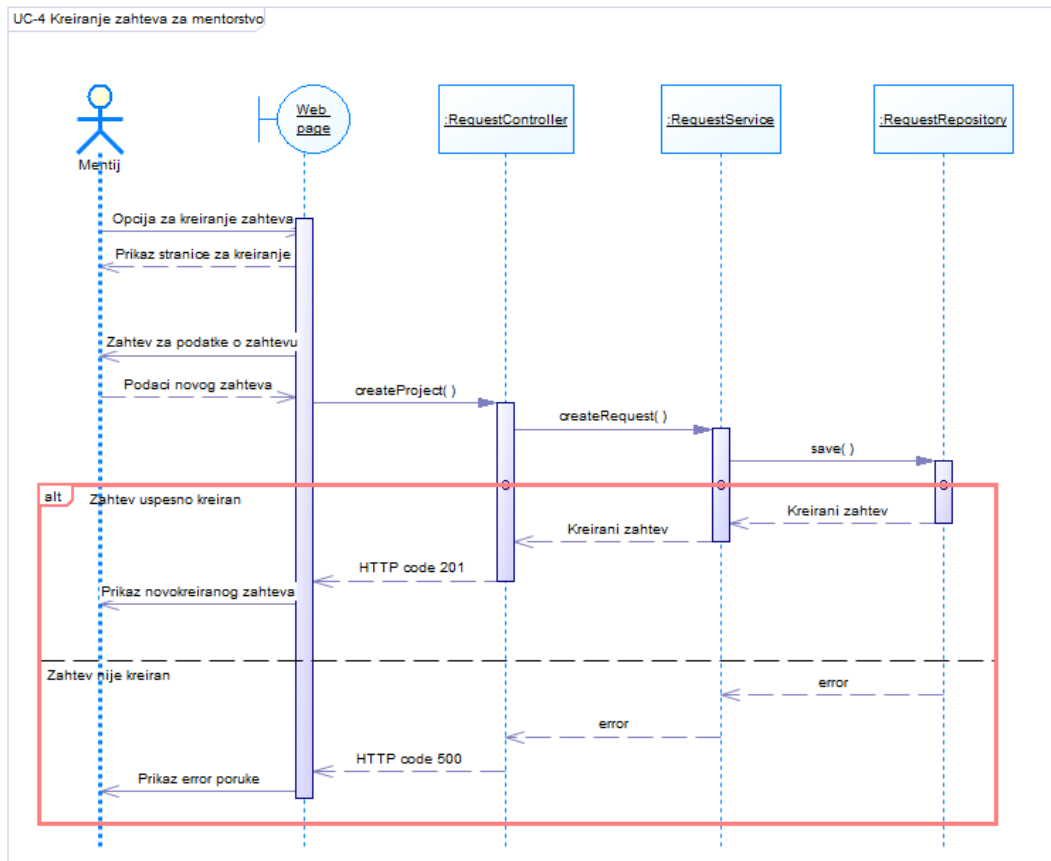 UC-4 Kreiranje zahteva za mentorstvo
Mentij
Web
page
:RequestController
:RequestService
:RequestRepository
Opcija za kreiranje zahteva
Prikaz stranice za kreiranje
Zahtev za podatke o zahtevu
Podaci novog zahteva
createProject( )
createRequest( )
save( )
alt
Zahtev uspesno kreiran
Kreirani zahtev
Kreirani zahtev
HTTP code 201
Prikaz novokreiranog zahteva
Zahtev nije kreiran
error
error
HTTP code 500
Prikaz error poruke